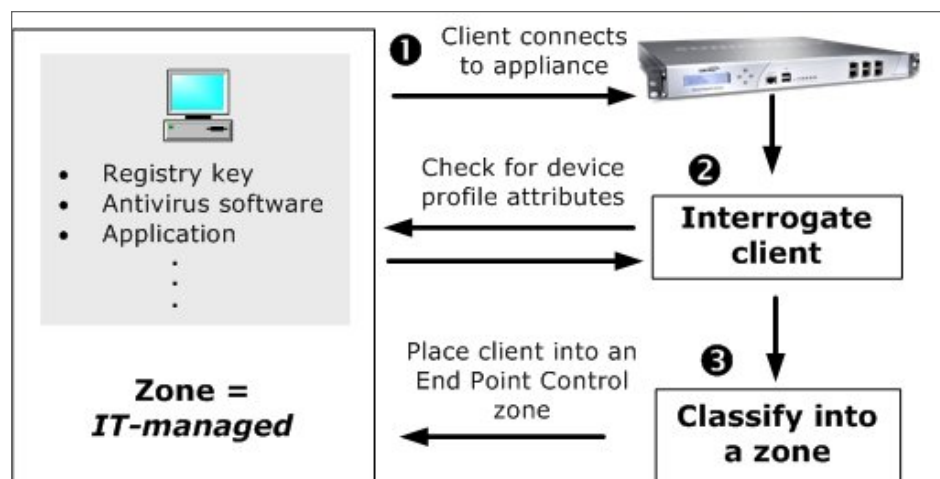 ❶ Client connects
to appliance
• Registry key
• Antivirus software
• Application
.
.
.
Check for device
profile attributes
❷
Interrogate
client
Place client into an
End Point Control
zone
❸
Classify into
a zone
Zone =
IT-managed